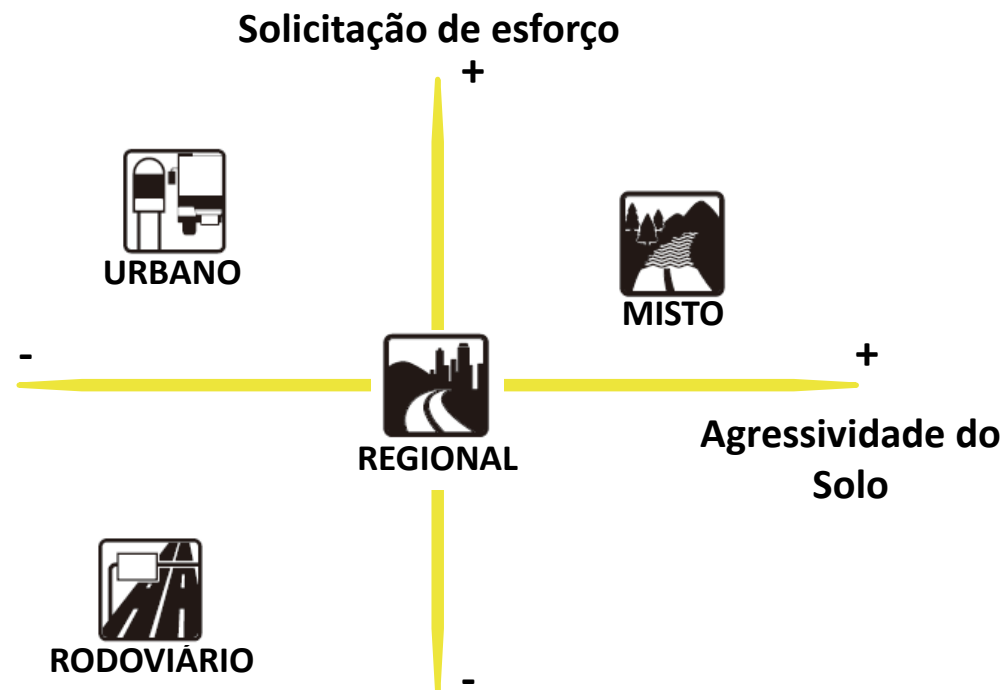 Solicitação de esforço
+
URBANO
MISTO
-
+
REGIONAL
Agressividade do
Solo
RODOVIÁRIO
-